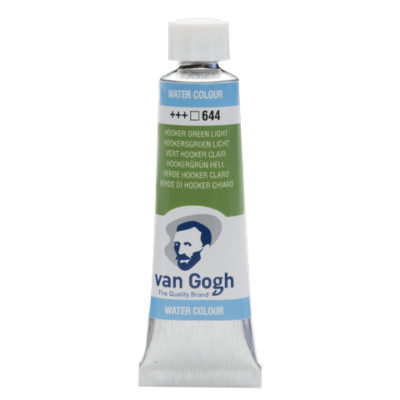 WATER COLOUR
+++□644
HOOKER GREEN LIGHT
HOOKERSGROEN LICHT
VERT HOOKER CLAIR
HOOKERGRÜN HELL
VERDE HOOKER CLARO
VERDE DI HOOKER CHIARO
van Gogh
The Quality Brand
WATER COLOUR